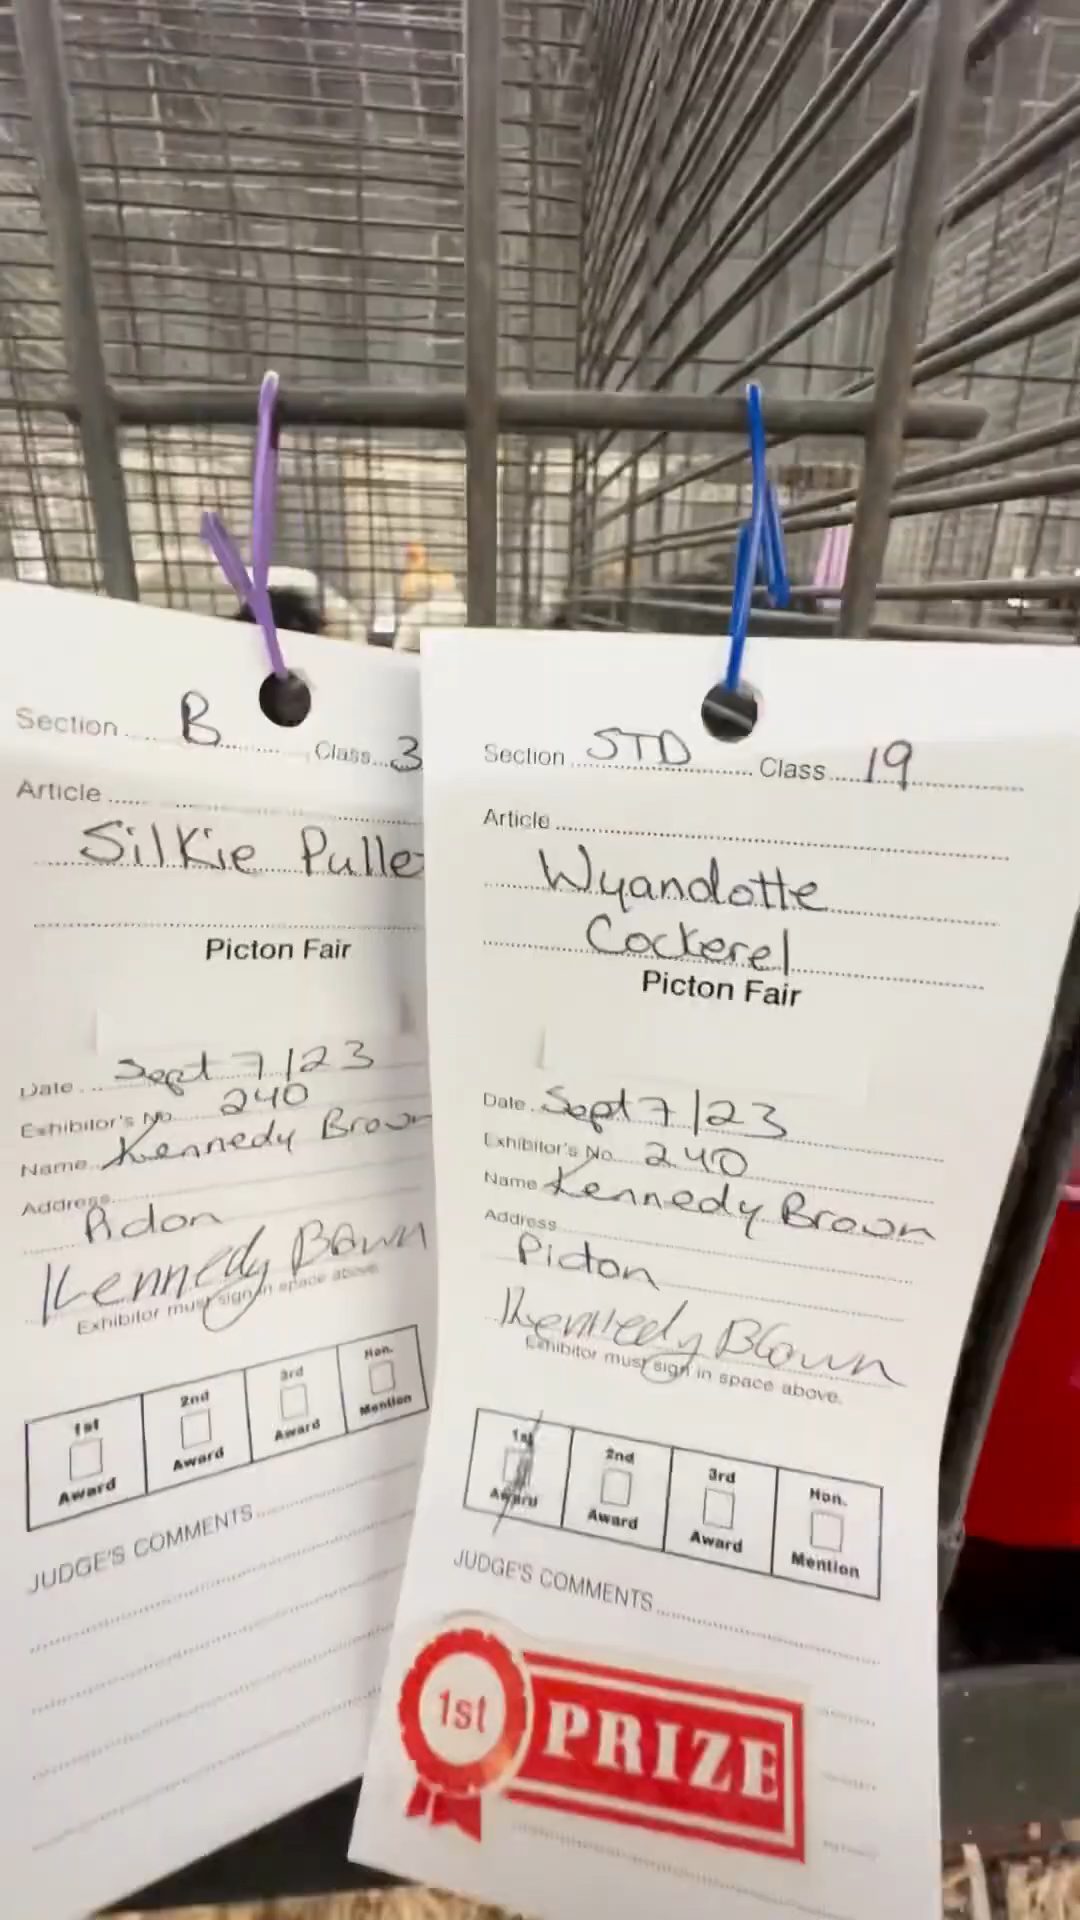 Section B Class 3
Article
Silkie Pulle
Picton Fair
Date Sept 7/23
Exhibitor's No. 240
Name Kennedy Brown
Address
Picton
Kennedy Brown
Exhibitor must sign in space above.
1st Award
2nd Award
3rd Award
Hon. Mention
JUDGE'S COMMENTS
Section STD Class 19
Article
Wyandotte
Cockerel
Picton Fair
Date Sept 7/23
Exhibitor's No. 240
Name Kennedy Brown
Address
Picton
Kennedy Brown
Exhibitor must sign in space above.
1st Award
2nd Award
3rd Award
Hon. Mention
JUDGE'S COMMENTS
1st PRIZE